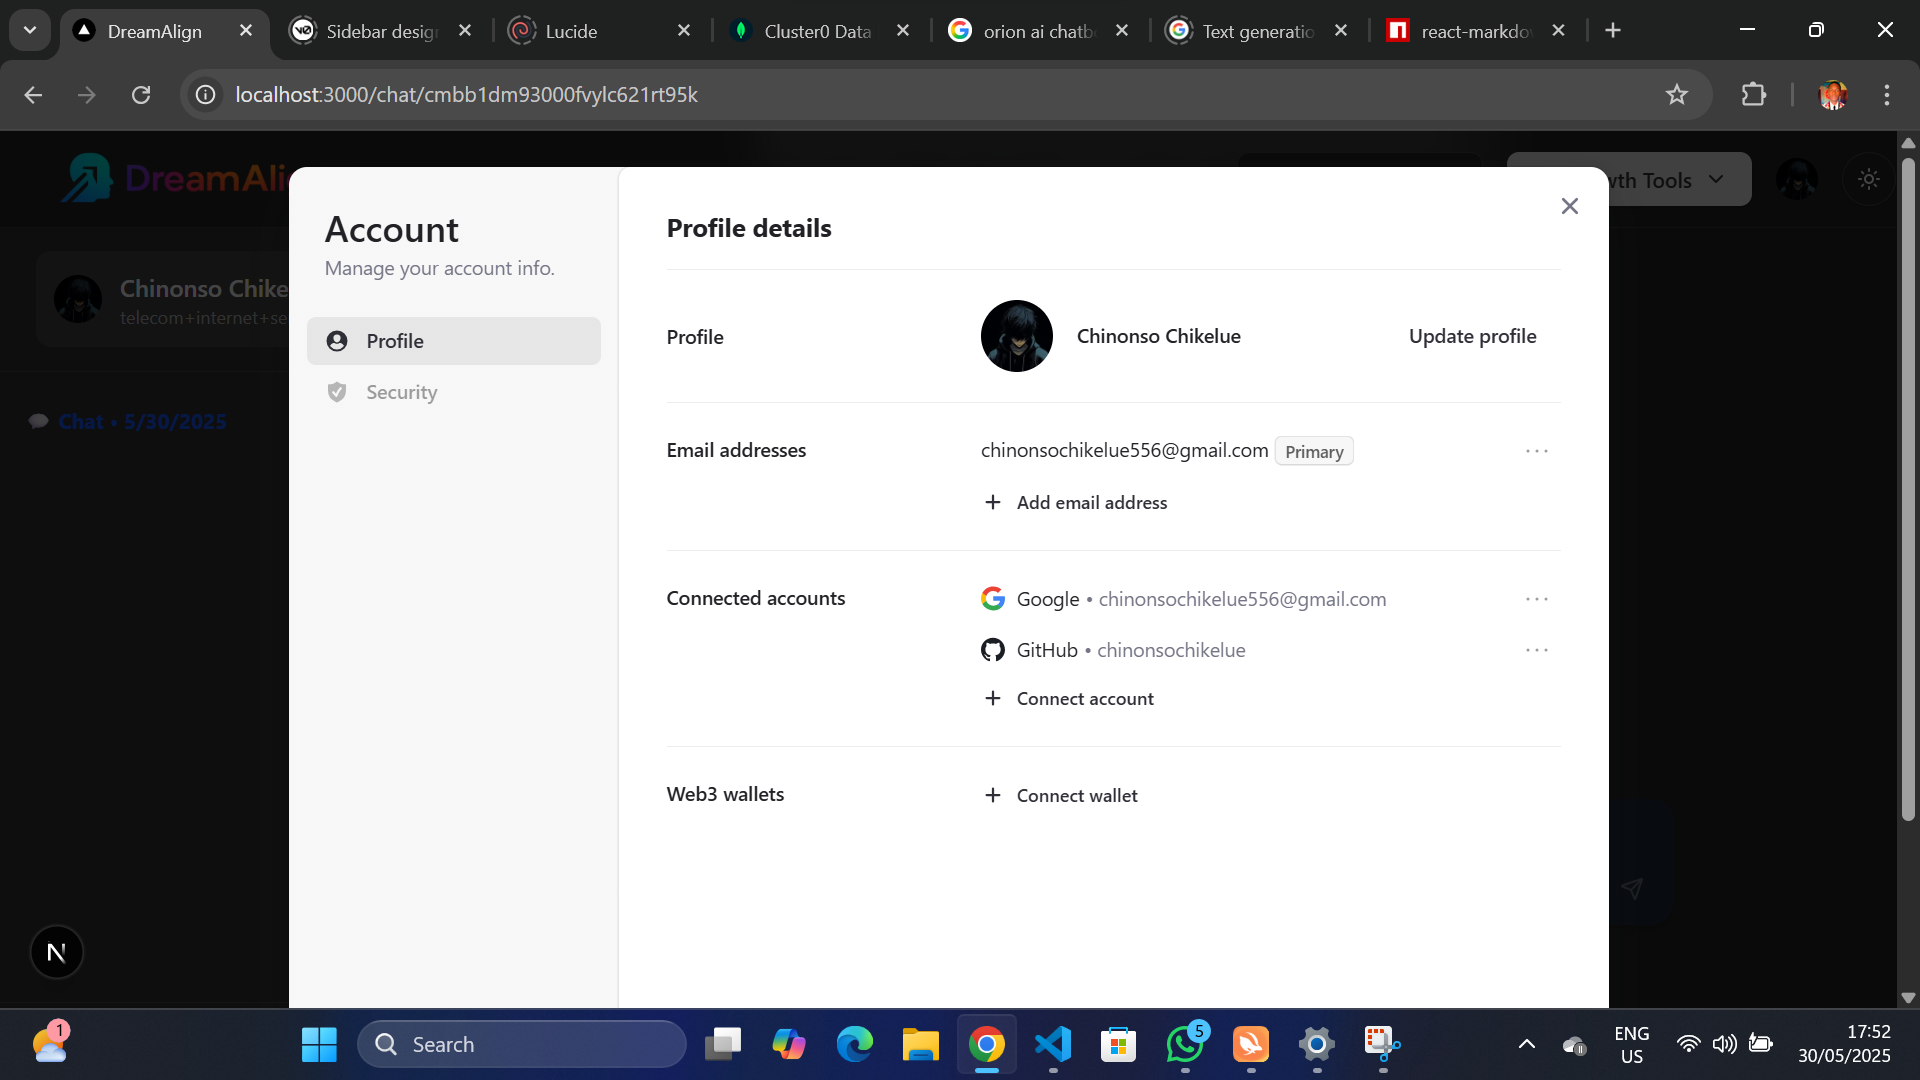 DreamAlign
Sidebar desig
Lucide
Cluster0 Data
orion ai chatb
Text generatio
react-markdo
localhost:3000/chat/cmbb1dm93000fvylc621rt95k
DreamAli
wth Tools
Chinonso Chike
telecom+internet+se
Chat • 5/30/2025
Account
Manage your account info.
Profile
Security
Profile details
Profile
Chinonso Chikelue
Update profile
Email addresses
chinonsochikelue556@gmail.com
Primary
Add email address
Connected accounts
Google • chinonsochikelue556@gmail.com
GitHub • chinonsochikelue
Connect account
Web3 wallets
Connect wallet
N
1
Search
5
ENG
US
17:52
30/05/2025